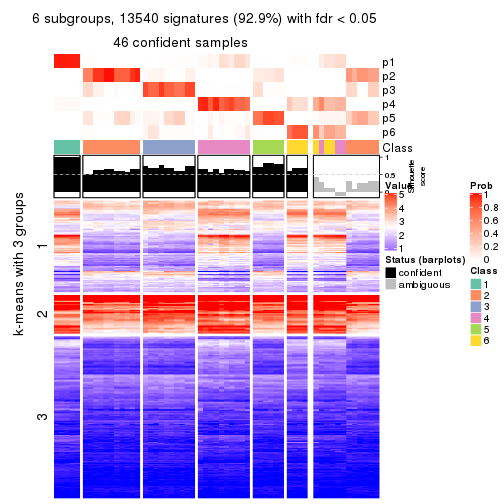 6 subgroups, 13540 signatures (92.9%) with fdr < 0.05
46 confident samples
p1
p2
p3
p4
p5
p6
Class
1
0.5
0
Silhouette
score
k-means with 3 groups
1
2
3
Value
5
4
3
2
1
Status (barplots)
confident
ambiguous
Prob
1
0.8
0.6
0.4
0.2
0
Class
1
2
3
4
5
6